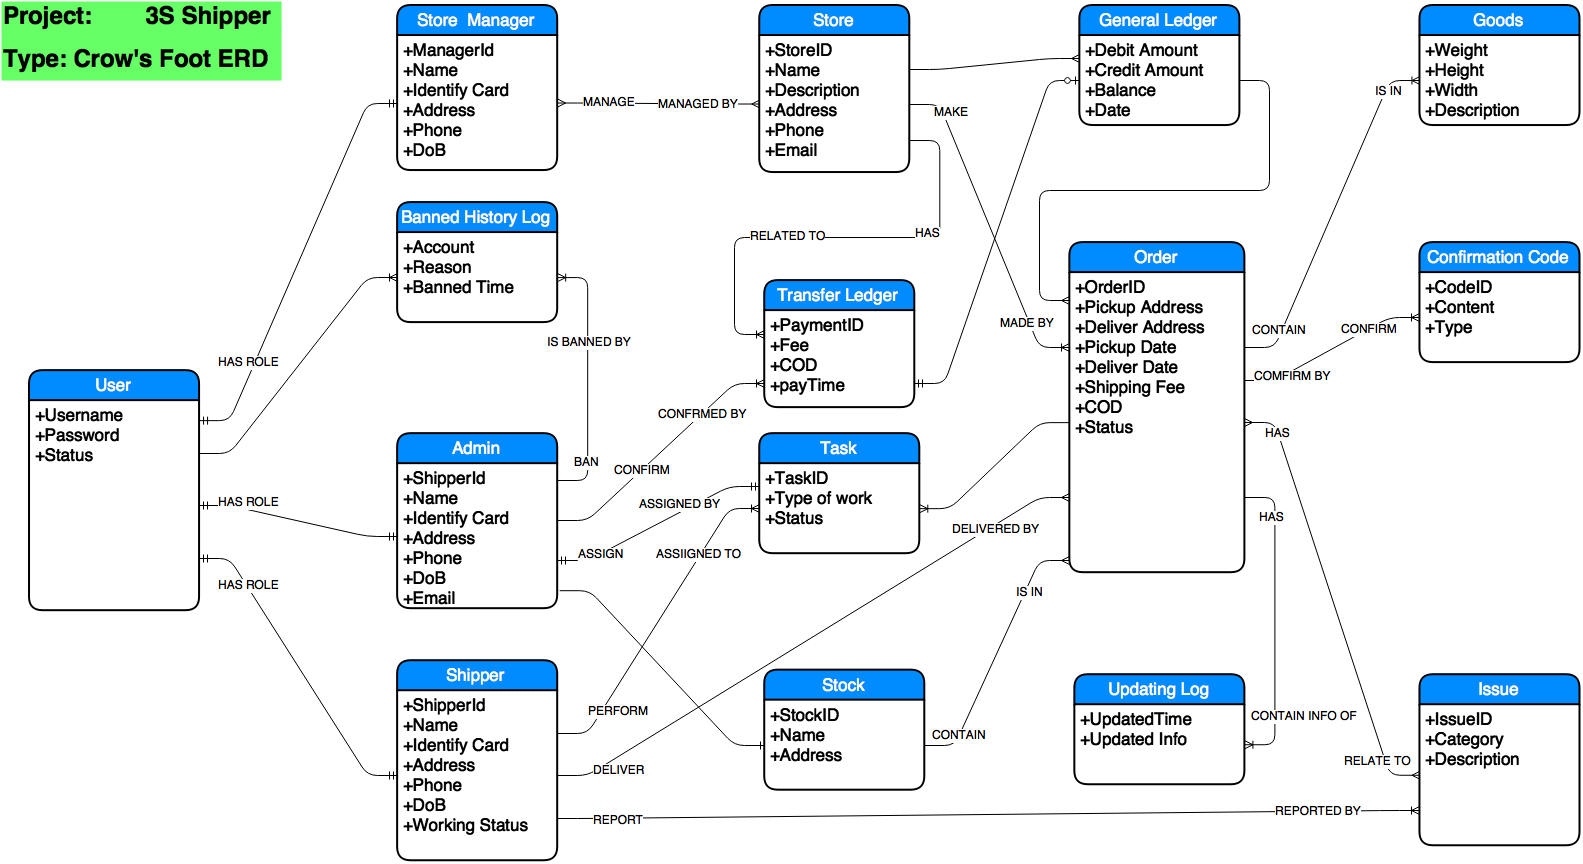 Project: 3S Shipper
Type: Crow's Foot ERD
Store Manager
+ManagerId
+Name
+Identify Card
+Address
+Phone
+DoB
MANAGE
MANAGED BY
Store
+StoreID
+Name
+Description
+Address
+Phone
+Email
General Ledger
+Debit Amount
+Credit Amount
+Balance
+Date
Goods
+Weight
+Height
+Width
+Description
IS IN
MAKE
HAS
RELATED TO
Banned History Log
+Account
+Reason
+Banned Time
IS BANNED BY
BAN
Transfer Ledger
+PaymentID
+Fee
+COD
+payTime
MADE BY
Order
+OrderID
+Pickup Address
+Deliver Address
+Pickup Date
+Deliver Date
+Shipping Fee
+COD
+Status
CONTAIN
Confirmation Code
+CodeID
+Content
+Type
CONFIRM
COMFIRM BY
HAS
HAS
HAS ROLE
User
+Username
+Password
+Status
HAS ROLE
HAS ROLE
Admin
+ShipperId
+Name
+Identify Card
+Address
+Phone
+DoB
+Email
CONFRMED BY
CONFIRM
ASSIGNED BY
ASSIGN
ASSIIGNED TO
Task
+TaskID
+Type of work
+Status
DELIVERED BY
IS IN
Shipper
+ShipperId
+Name
+Identify Card
+Address
+Phone
+DoB
+Working Status
PERFORM
DELIVER
REPORT
Stock
+StockID
+Name
+Address
CONTAIN
Updating Log
+UpdatedTime
+Updated Info
CONTAIN INFO OF
RELATE TO
REPORTED BY
Issue
+IssueID
+Category
+Description